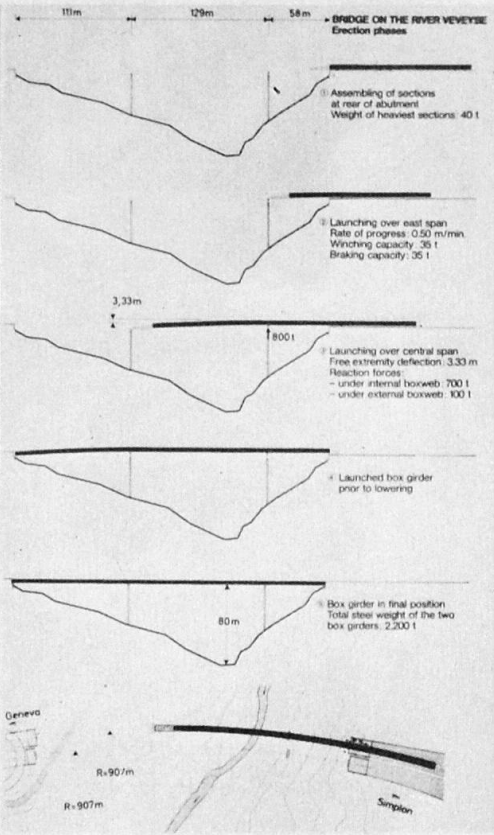 111m 129m 58m
BRIDGE ON THE RIVER VEVEYSE
Erection phases
① Assembling of sections
at rear of abutment
Weight of heaviest sections: 40 t
② Launching over east span
Rate of progress: 0.50 m/min.
Winching capacity: 35 t
Braking capacity: 35 t
3,33m
800t
③ Launching over central span
Free extremity deflection: 3.33 m
Reaction forces:
- under internal boxweb: 700 t
- under external boxweb: 100 t
④ Launched box girder
prior to lowering
80m
⑤ Box girder in final position
Total steel weight of the two
box girders: 2,200 t
Geneva
R=907m
R=907m
Simplon